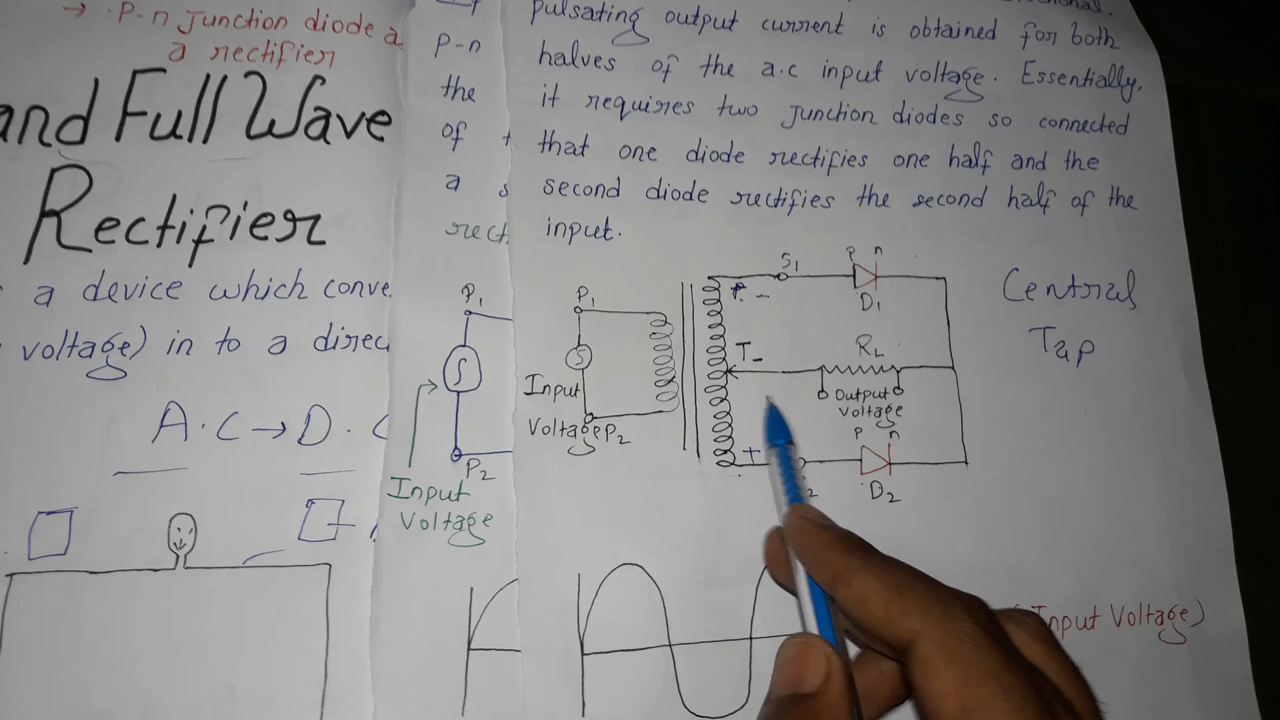 → P-n junction diode a
a rectifier
and Full Wave
Rectifier
a device which conve
voltage) in to a direc
A.C → D.C
p-n
the
of
a s
rect
P1
P2
Input
Voltage
pulsating output current is obtained for both
halves of the a.c input voltage. Essentially,
it requires two junction diodes so connected
that one diode rectifies one half and the
second diode rectifies the second half of the
input.
P1
Input
Voltage P2
S1
P n
D1
T -
RL
Output
Voltage
+
P n
D2
Central
Tap
Input Voltage)